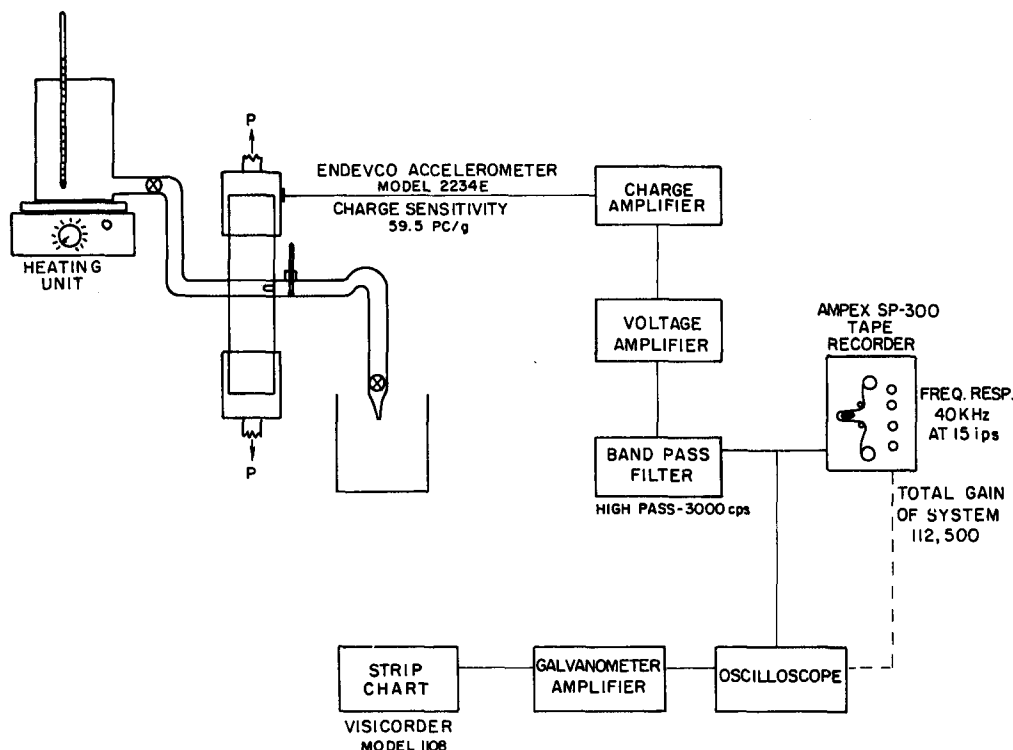 P
ENDEVCO ACCELEROMETER
MODEL 2234E
CHARGE SENSITIVITY
59.5 PC/g
CHARGE
AMPLIFIER
HEATING
UNIT
VOLTAGE
AMPLIFIER
AMPEX SP-300
TAPE
RECORDER
FREQ. RESP.
40KHz
AT 15 ips
P
BAND PASS
FILTER
HIGH PASS-3000 cps
TOTAL GAIN
OF SYSTEM
112,500
STRIP
CHART
GALVANOMETER
AMPLIFIER
OSCILLOSCOPE
VISICORDER
MODEL 1108